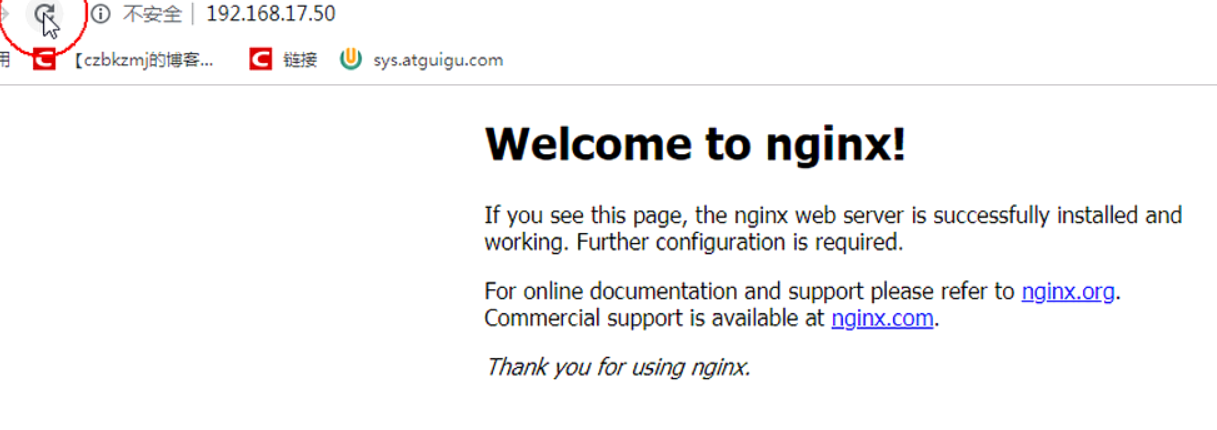 不安全 | 192.168.17.50
用 【czbkzmj的博客... 链接 sys.atguigu.com
Welcome to nginx!
If you see this page, the nginx web server is successfully installed and
working. Further configuration is required.
For online documentation and support please refer to nginx.org.
Commercial support is available at nginx.com.
Thank you for using nginx.